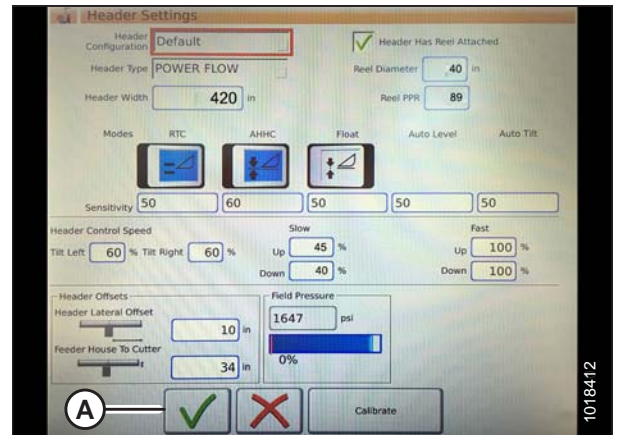 Header Settings
Header Configuration Default
Header Has Reel Attached
Header Type POWER FLOW
Reel Diameter 40 in
Header Width 420 in
Reel PPR 89
Modes RTC AHHC Float Auto Level Auto Tilt
Sensitivity 50 60 50 50 50
Header Control Speed Slow Fast
Tilt Left 60 % Tilt Right 60 % Up 45 % Up 100 %
Down 40 % Down 100 %
Header Offsets Field Pressure
Header Lateral Offset 1647 psi
10 in
Feeder House To Cutter 0%
34 in
A
Calibrate
1018412